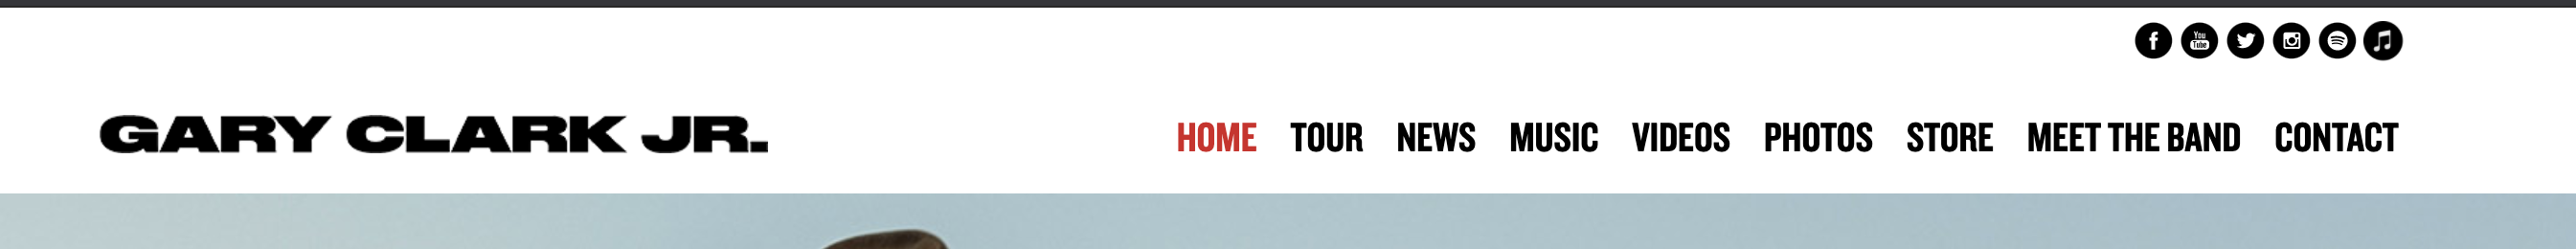 You Tube
GARY CLARK JR.
HOME TOUR NEWS MUSIC VIDEOS PHOTOS STORE MEET THE BAND CONTACT